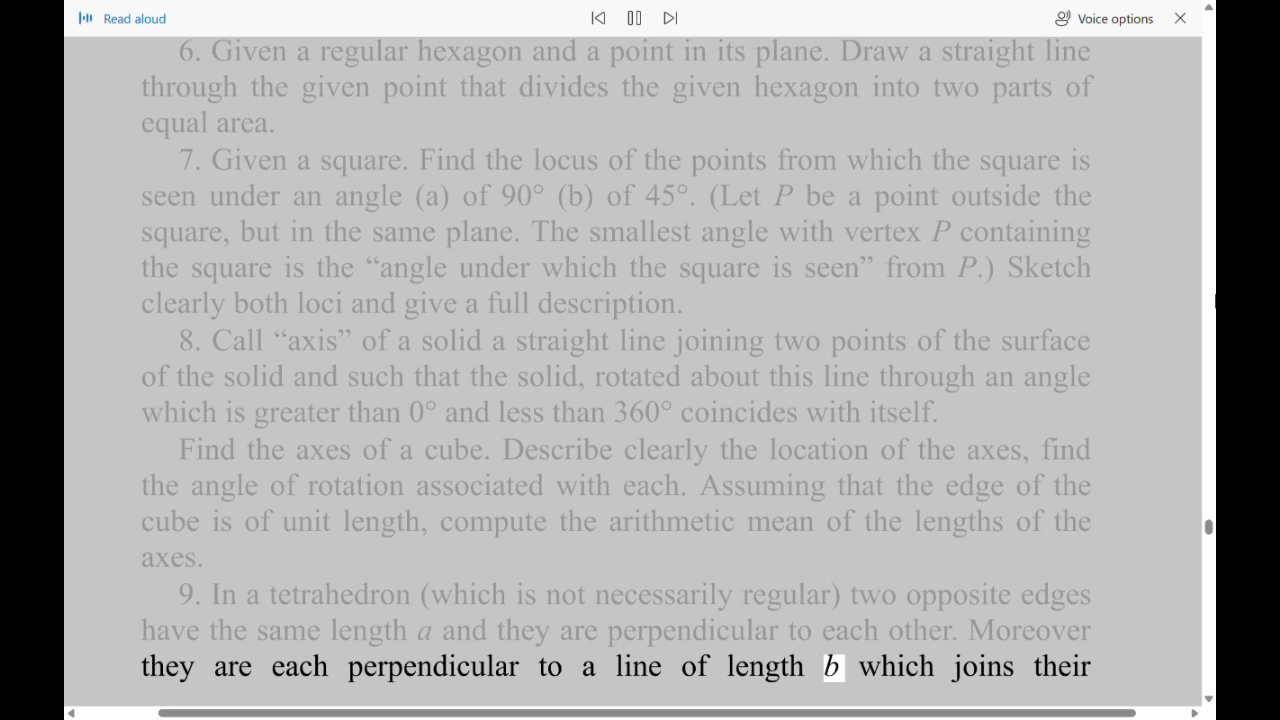 Read aloud
Voice options
6. Given a regular hexagon and a point in its plane. Draw a straight line
through the given point that divides the given hexagon into two parts of
equal area.
7. Given a square. Find the locus of the points from which the square is
seen under an angle (a) of 90° (b) of 45°. (Let P be a point outside the
square, but in the same plane. The smallest angle with vertex P containing
the square is the “angle under which the square is seen” from P.) Sketch
clearly both loci and give a full description.
8. Call “axis” of a solid a straight line joining two points of the surface
of the solid and such that the solid, rotated about this line through an angle
which is greater than 0° and less than 360° coincides with itself.
Find the axes of a cube. Describe clearly the location of the axes, find
the angle of rotation associated with each. Assuming that the edge of the
cube is of unit length, compute the arithmetic mean of the lengths of the
axes.
9. In a tetrahedron (which is not necessarily regular) two opposite edges
have the same length a and they are perpendicular to each other. Moreover
they are each perpendicular to a line of length b which joins their